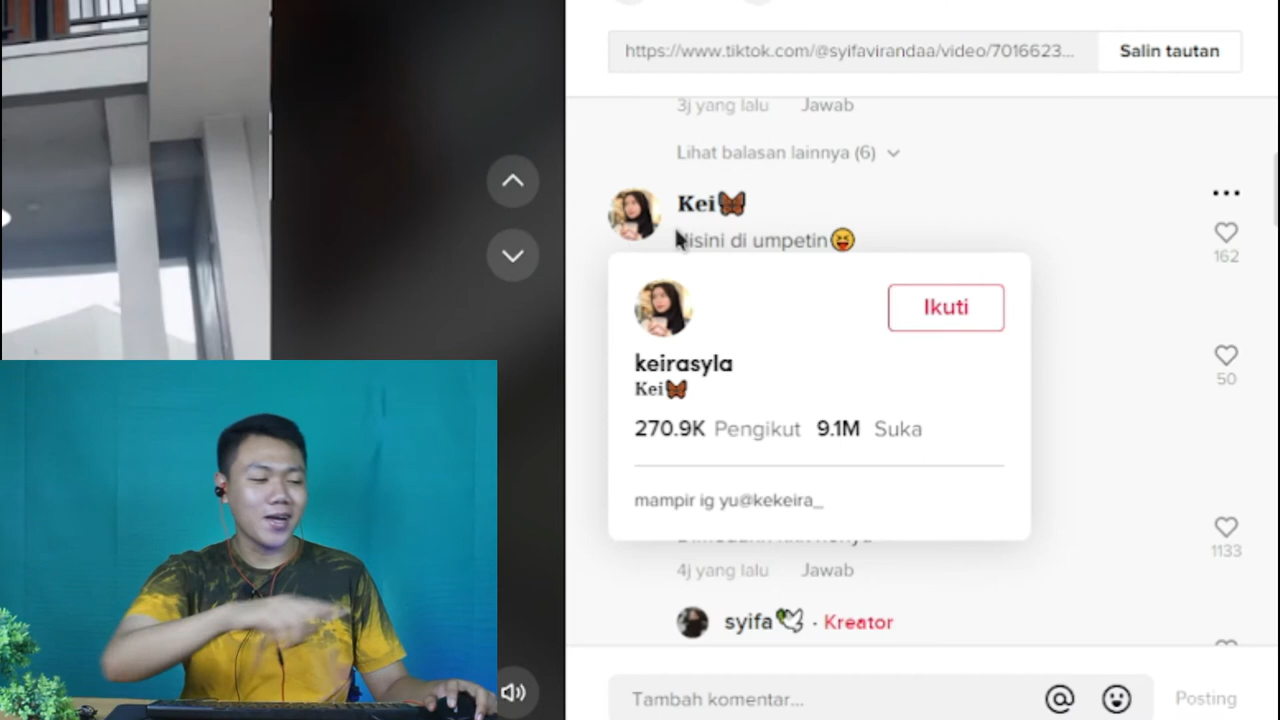 https://www.tiktok.com/@syifavirandaa/video/7016623...
Salin tautan
3j yang lalu Jawab
Lihat balasan lainnya (6)
Kei🦋
disini di umpetin😝
162
Ikuti
keirasyla
Kei🦋
270.9K Pengikut 9.1M Suka
50
mampir ig yu@kekeira_
1133
4j yang lalu Jawab
syifa🕊 · Kreator
Tambah komentar...
Posting